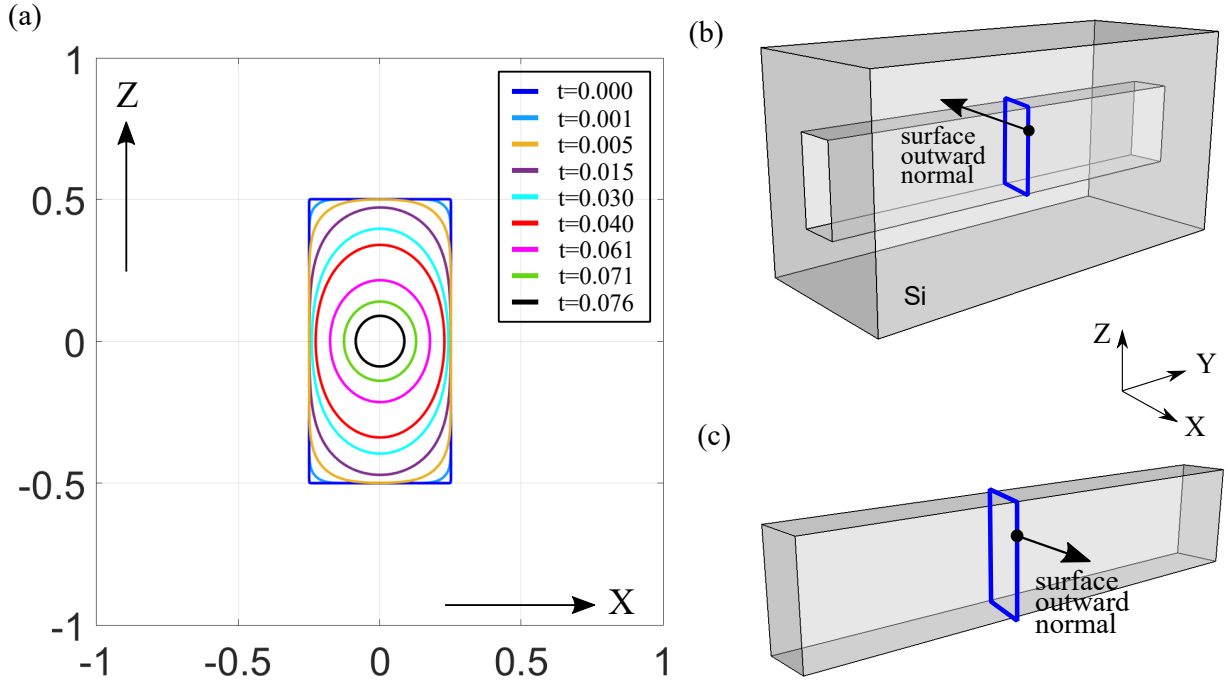 (a)
1
0.5
0
-0.5
-1
-1
-0.5
0
0.5
1
Z
X
t=0.000
t=0.001
t=0.005
t=0.015
t=0.030
t=0.040
t=0.061
t=0.071
t=0.076
(b)
surface
outward
normal
Si
Z
Y
X
(c)
surface
outward
normal